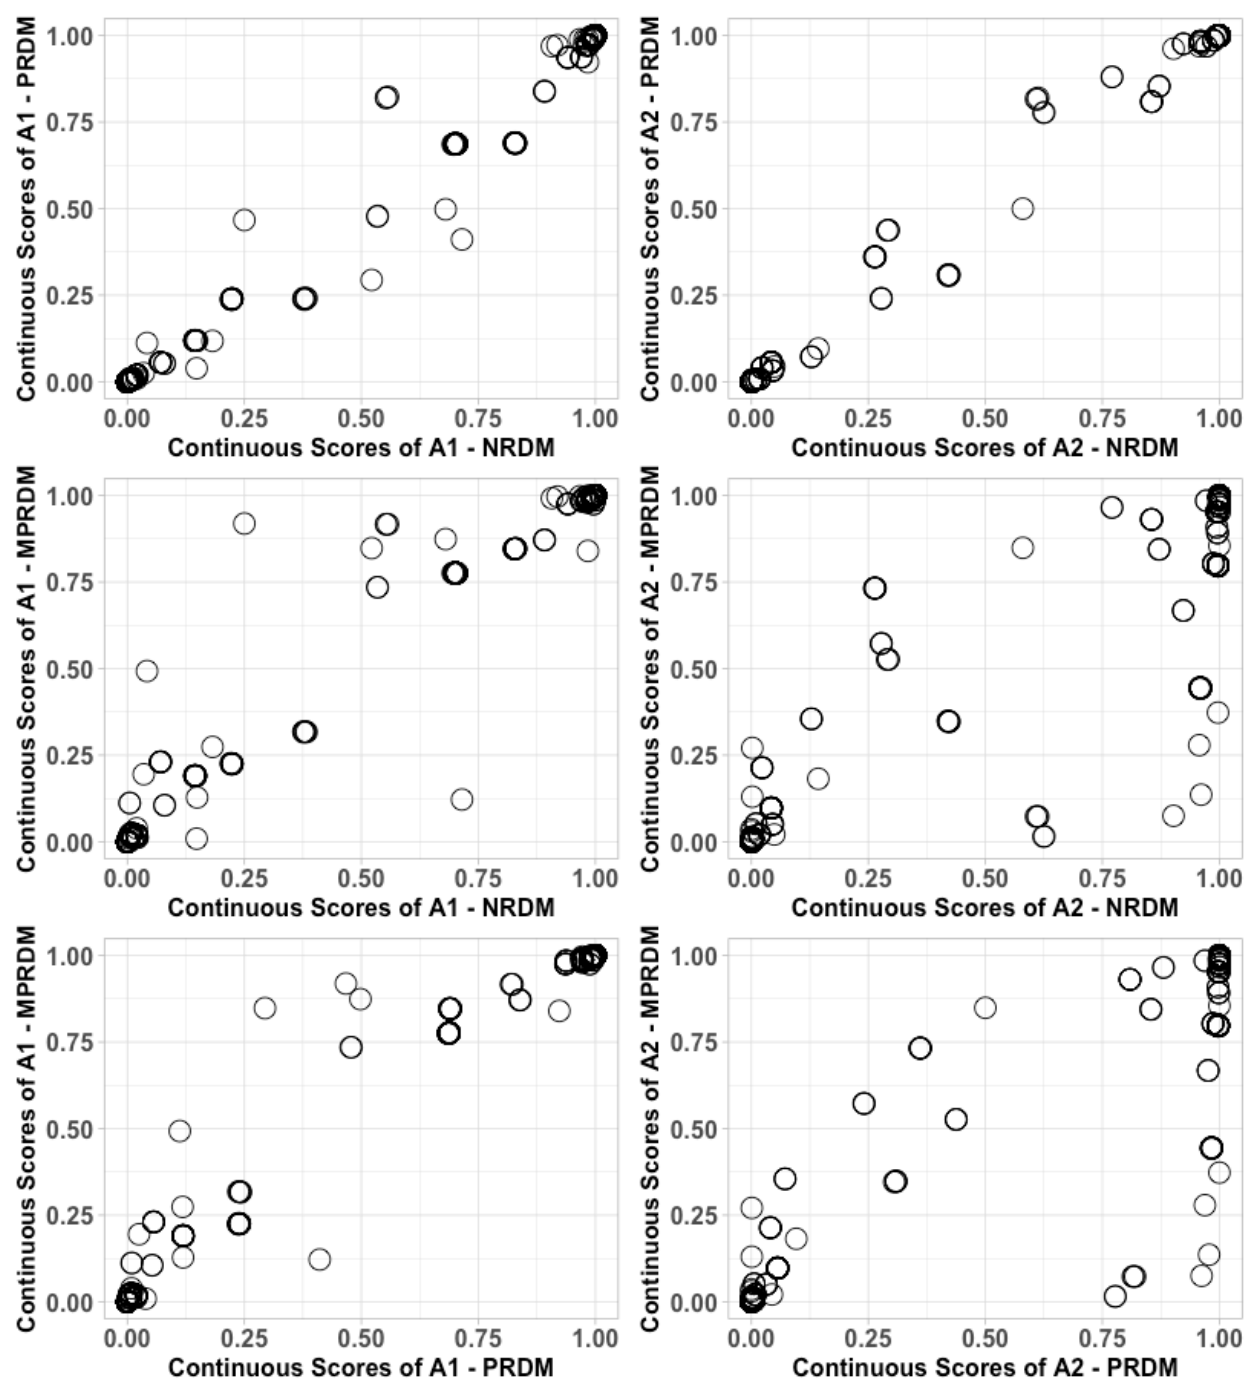 Continuous Scores of A1 - PRDM
1.00
0.75
0.50
0.25
0.00
0.00 0.25 0.50 0.75 1.00
Continuous Scores of A1 - NRDM
Continuous Scores of A2 - PRDM
1.00
0.75
0.50
0.25
0.00
0.00 0.25 0.50 0.75 1.00
Continuous Scores of A2 - NRDM
Continuous Scores of A1 - MPRDM
1.00
0.75
0.50
0.25
0.00
0.00 0.25 0.50 0.75 1.00
Continuous Scores of A1 - NRDM
Continuous Scores of A2 - MPRDM
1.00
0.75
0.50
0.25
0.00
0.00 0.25 0.50 0.75 1.00
Continuous Scores of A2 - NRDM
Continuous Scores of A1 - MPRDM
1.00
0.75
0.50
0.25
0.00
0.00 0.25 0.50 0.75 1.00
Continuous Scores of A1 - PRDM
Continuous Scores of A2 - MPRDM
1.00
0.75
0.50
0.25
0.00
0.00 0.25 0.50 0.75 1.00
Continuous Scores of A2 - PRDM